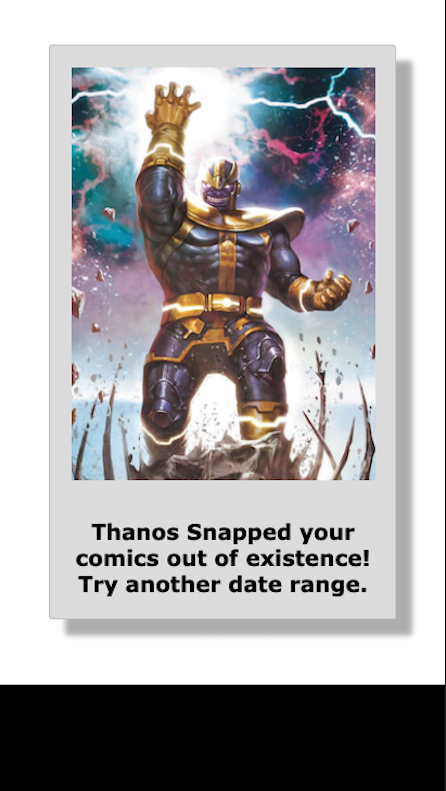 Thanos Snapped your
comics out of existence!
Try another date range.